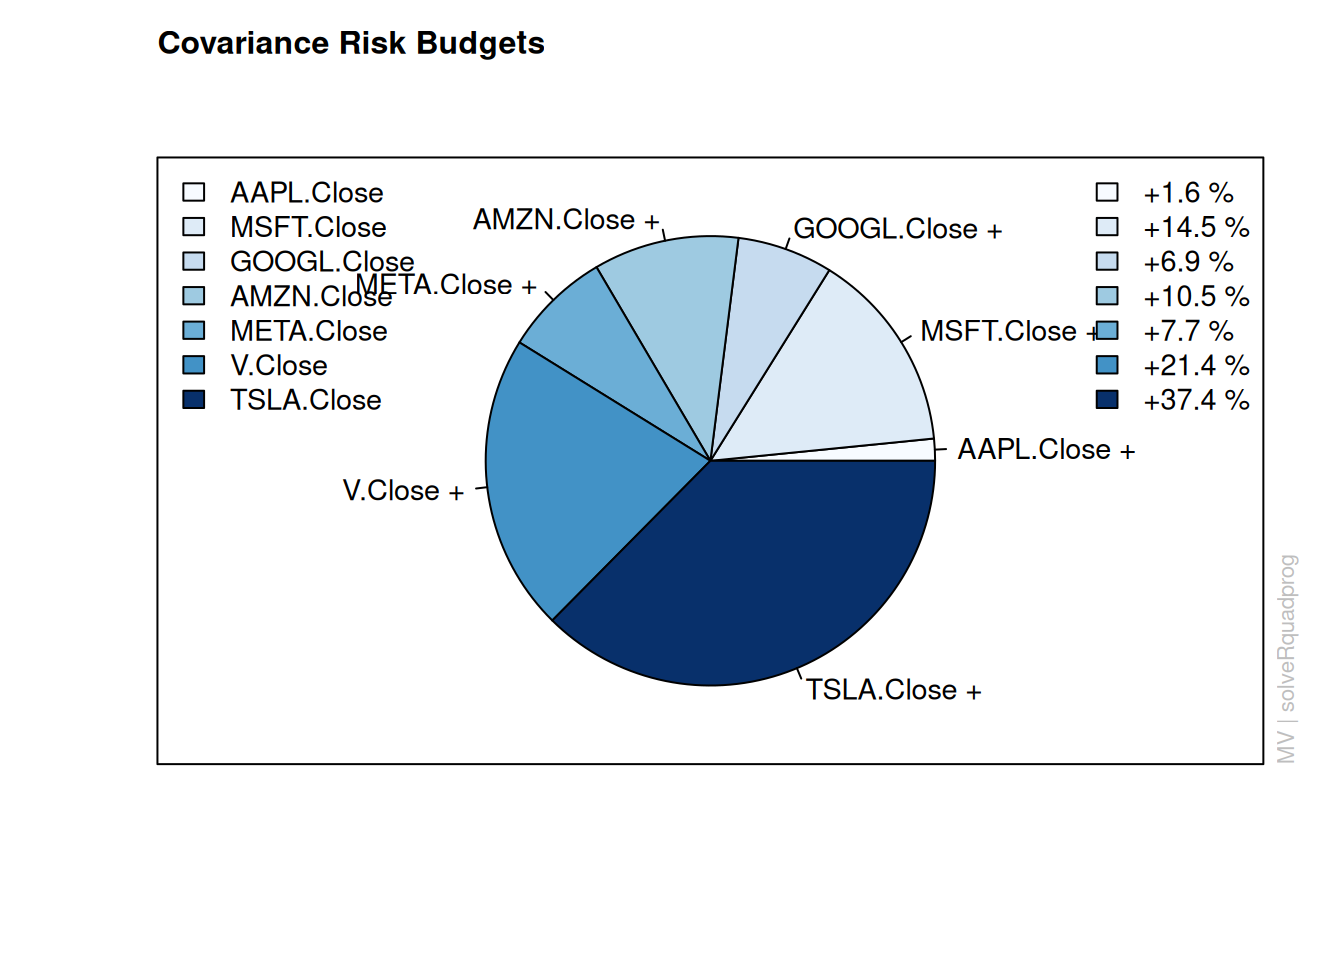 Covariance Risk Budgets
AAPL.Close
MSFT.Close
GOOGL.Close
AMZN.Close
META.Close
V.Close
TSLA.Close
AMZN.Close +
GOOGL.Close +
META.Close +
MSFT.Close +
AAPL.Close +
V.Close +
TSLA.Close +
+1.6 %
+14.5 %
+6.9 %
+10.5 %
+7.7 %
+21.4 %
+37.4 %
MV | solveRquadprog